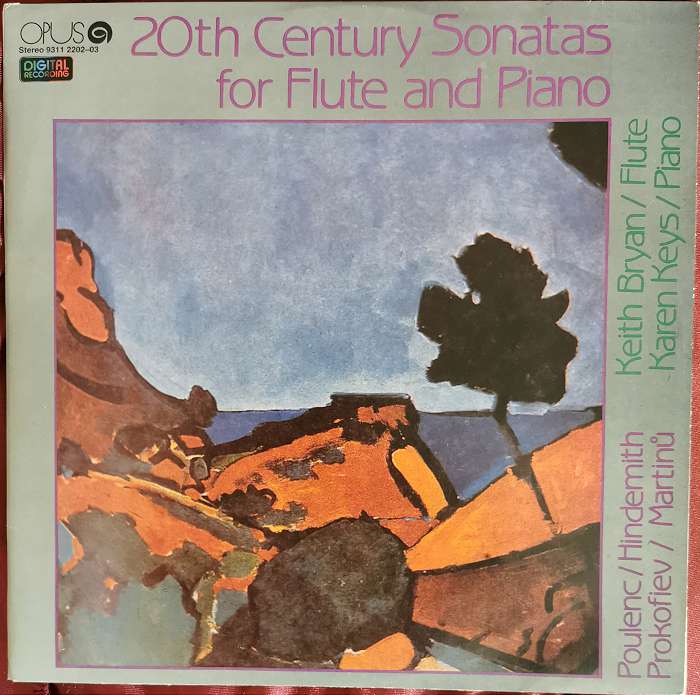 OPUS
Stereo 9311 2202-03
DIGITAL
RECORDING
20th Century Sonatas
for Flute and Piano
Keith Bryan / Flute
Karen Keys / Piano
Poulenc / Hindemith
Prokofiev / Martinů